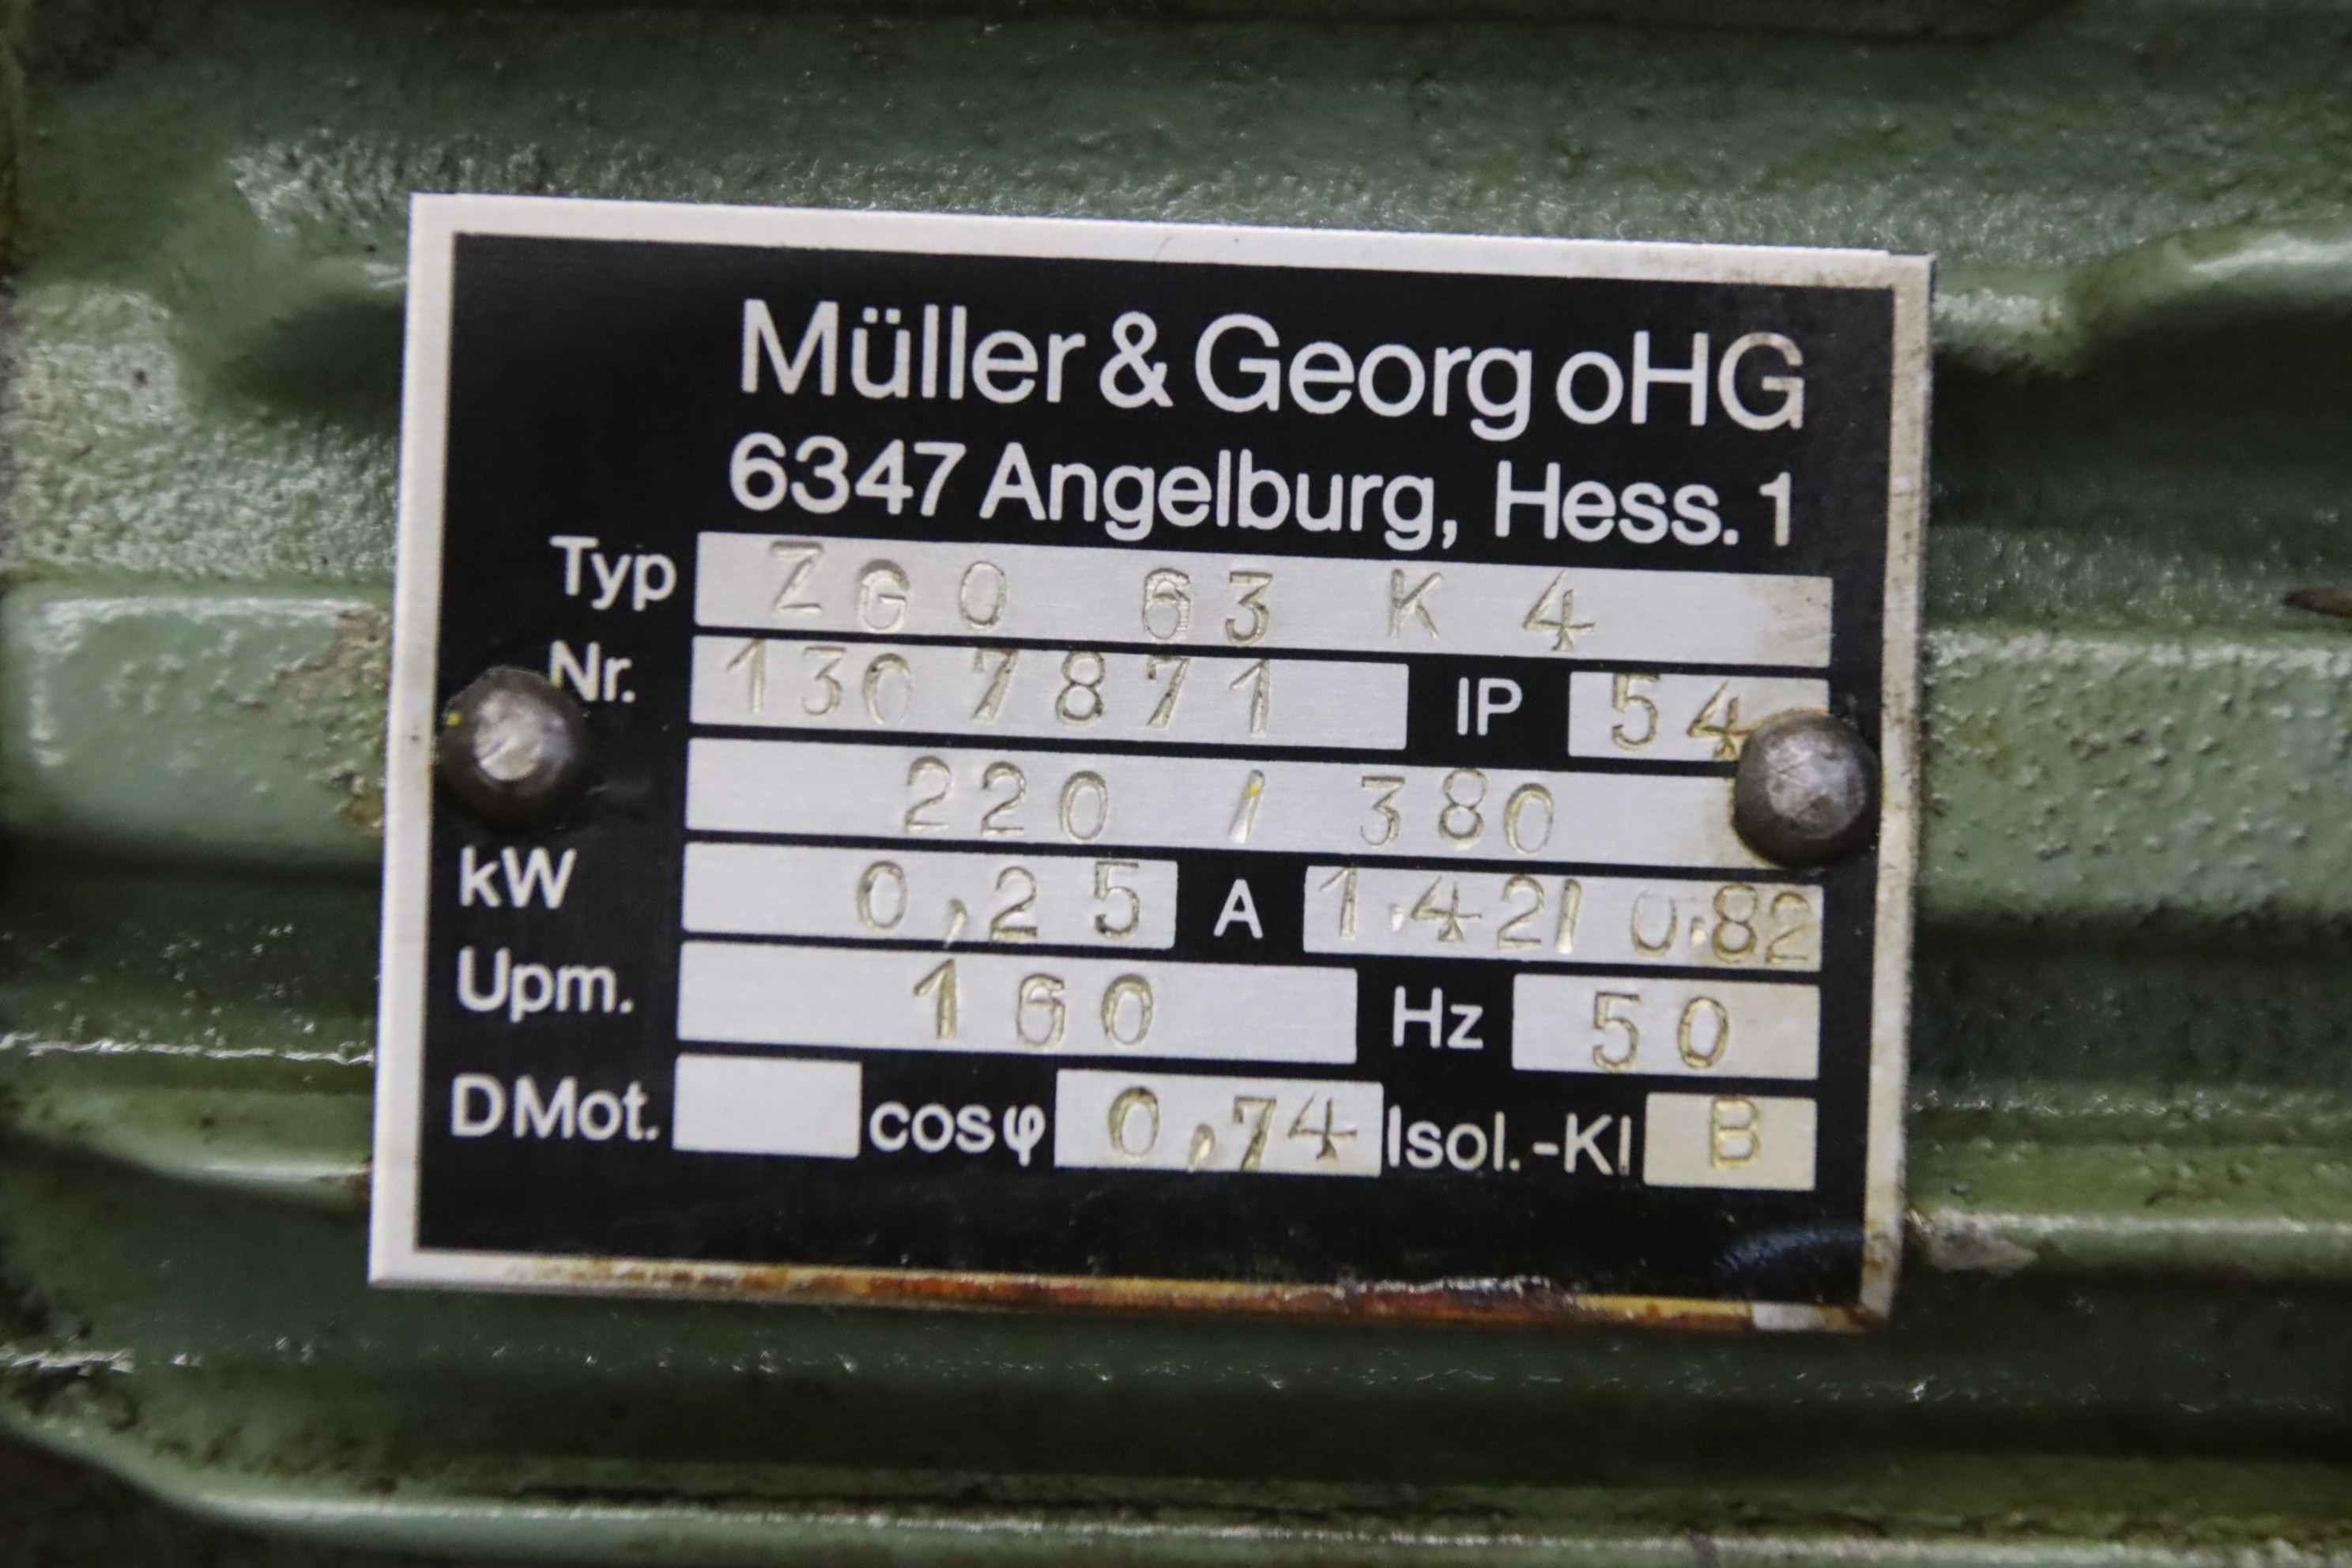 Müller & Georg oHG
6347 Angelburg, Hess. 1
Typ ZGO 63 K 4
Nr. 1307871 IP 54
220 / 380
kW 0,25 A 1.42/0.82
Upm. 160 Hz 50
DMot. cosφ 0,74 Isol.-Kl B